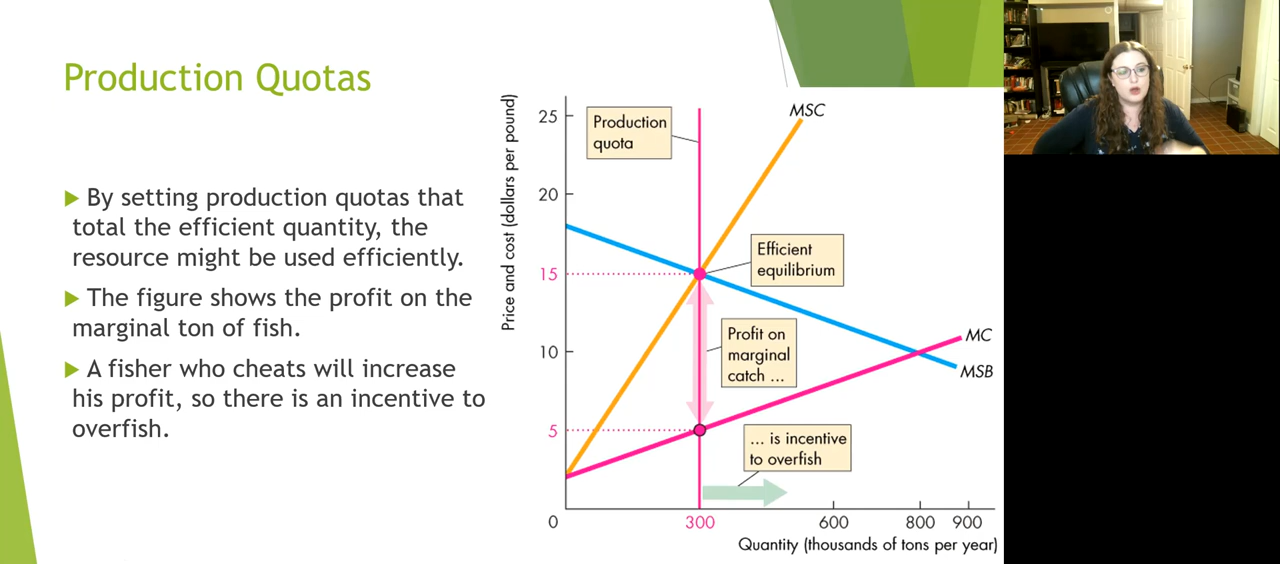 Production Quotas
▶ By setting production quotas that
total the efficient quantity, the
resource might be used efficiently.
▶ The figure shows the profit on the
marginal ton of fish.
▶ A fisher who cheats will increase
his profit, so there is an incentive to
overfish.
Price and cost (dollars per pound)
25
20
15
10
5
0
Production
quota
MSC
Efficient
equilibrium
Profit on
marginal
catch ...
MC
MSB
... is incentive
to overfish
300
600
800
900
Quantity (thousands of tons per year)